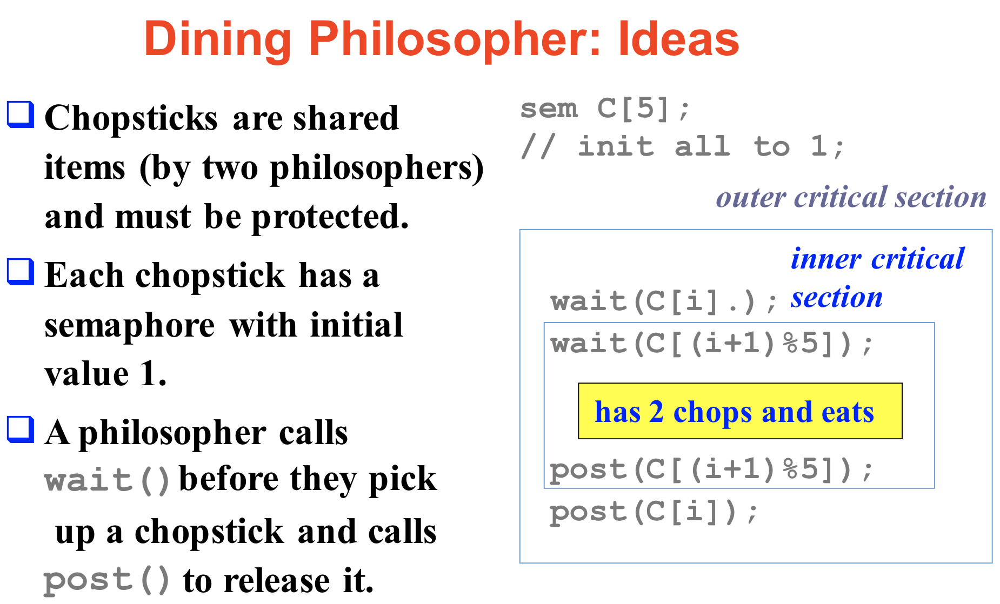 Dining Philosopher: Ideas
Chopsticks are shared
items (by two philosophers)
and must be protected.
Each chopstick has a
semaphore with initial
value 1.
A philosopher calls
wait() before they pick
up a chopstick and calls
post() to release it.
sem C[5];
// init all to 1;
outer critical section
inner critical
section
wait(C[i].);
wait(C[(i+1)%5]);
has 2 chops and eats
post(C[(i+1)%5]);
post(C[i]);